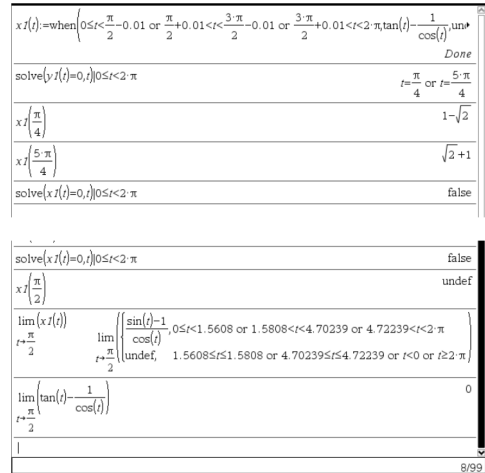 x1(t):=when(0≤t<π/2-0.01 or π/2+0.01<t<3·π/2-0.01 or 3·π/2+0.01<t<2·π,tan(t)-1/cos(t),und▸
Done
solve(y1(t)=0,t)|0≤t<2·π
t=π/4 or t=5·π/4
x1(π/4)
1-√2
x1(5·π/4)
√2+1
solve(x1(t)=0,t)|0≤t<2·π
false
solve(x1(t)=0,t)|0≤t<2·π
false
x1(π/2)
undef
lim t→π/2 (x1(t))
lim t→π/2 ({sin(t)-1/cos(t), 0≤t<1.5608 or 1.5808<t<4.70239 or 4.72239<t<2·π
undef, 1.5608≤t≤1.5808 or 4.70239≤t≤4.72239 or t<0 or t≥2·π)
lim t→π/2 (tan(t)-1/cos(t))
0
8/99